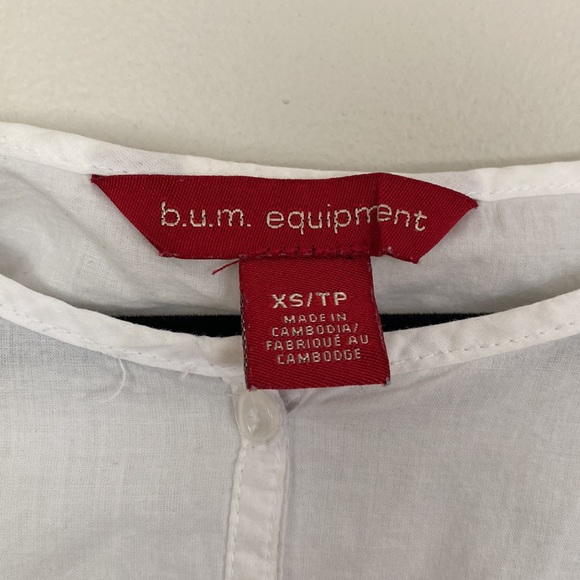 b.u.m. equipment
XS/TP
MADE IN
CAMBODIA/
FABRIQUÉ AU
CAMBODGE